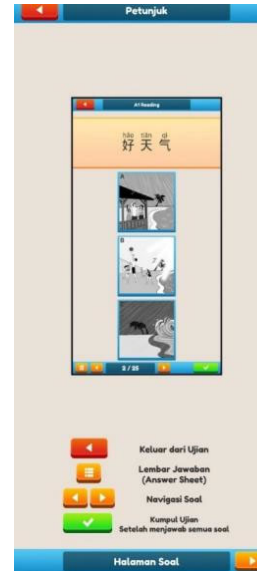 Petunjuk
A1 Reading
hǎo tiān qì
好天气
A
B
2 / 25
Keluar dari Ujian
Lembar Jawaban
(Answer Sheet)
Navigasi Soal
Kumpul Ujian
Setelah menjawab semua soal
Halaman Soal